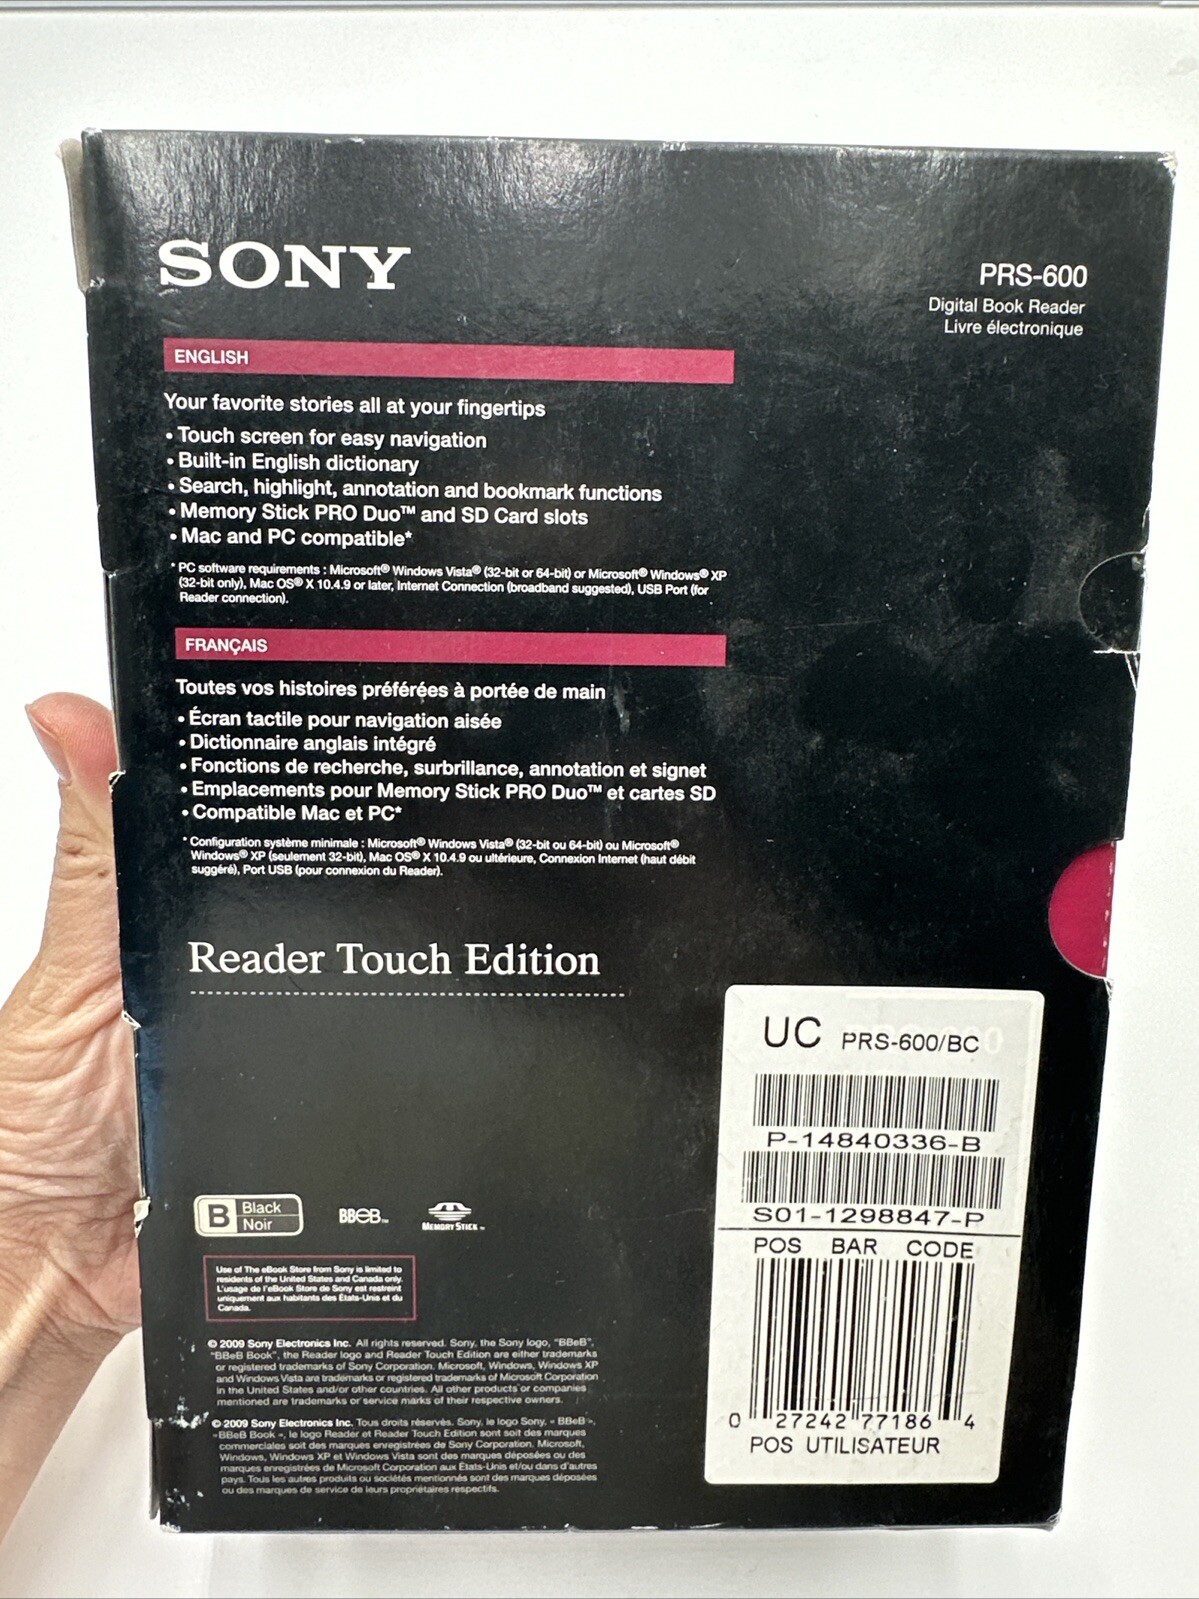 SONY
PRS-600
Digital Book Reader
Livre électronique
ENGLISH
Your favorite stories all at your fingertips
• Touch screen for easy navigation
• Built-in English dictionary
• Search, highlight, annotation and bookmark functions
• Memory Stick PRO Duo™ and SD Card slots
• Mac and PC compatible*
* PC software requirements : Microsoft® Windows Vista® (32-bit or 64-bit) or Microsoft® Windows® XP
(32-bit only), Mac OS® X 10.4.9 or later, Internet Connection (broadband suggested), USB Port (for
Reader connection).
FRANÇAIS
Toutes vos histoires préférées à portée de main
• Écran tactile pour navigation aisée
• Dictionnaire anglais intégré
• Fonctions de recherche, surbrillance, annotation et signet
• Emplacements pour Memory Stick PRO Duo™ et cartes SD
• Compatible Mac et PC*
* Configuration système minimale : Microsoft® Windows Vista® (32-bit ou 64-bit) ou Microsoft®
Windows® XP (seulement 32-bit), Mac OS® X 10.4.9 ou ultérieure, Connexion Internet (haut débit
suggéré), Port USB (pour connexion du Reader).
Reader Touch Edition
UC PRS-600/BC
P-14840336-B
S01-1298847-P
POS BAR CODE
0 27242 77186 4
POS UTILISATEUR
B Black
Noir
BBeB™
MEMORY STICK™
Use of The eBook Store from Sony is limited to
residents of the United States and Canada only.
L'usage de l'eBook Store de Sony est restreint
uniquement aux habitants des États-Unis et du
Canada.
© 2009 Sony Electronics Inc. All rights reserved. Sony, the Sony logo, "BBeB",
"BBeB Book", the Reader logo and Reader Touch Edition are either trademarks
or registered trademarks of Sony Corporation. Microsoft, Windows, Windows XP
and Windows Vista are trademarks or registered trademarks of Microsoft Corporation
in the United States and/or other countries. All other products or companies
mentioned are trademarks or service marks of their respective owners.
© 2009 Sony Electronics Inc. Tous droits réservés. Sony, le logo Sony, « BBeB »,
«BBeB Book », le logo Reader et Reader Touch Edition sont soit des marques
commerciales soit des marques enregistrées de Sony Corporation. Microsoft,
Windows, Windows XP et Windows Vista sont des marques déposées ou des
marques enregistrées de Microsoft Corporation aux États-Unis et/ou dans d'autres
pays. Tous les autres produits ou sociétés mentionnés sont des marques déposées
ou des marques de service de leurs propriétaires respectifs.